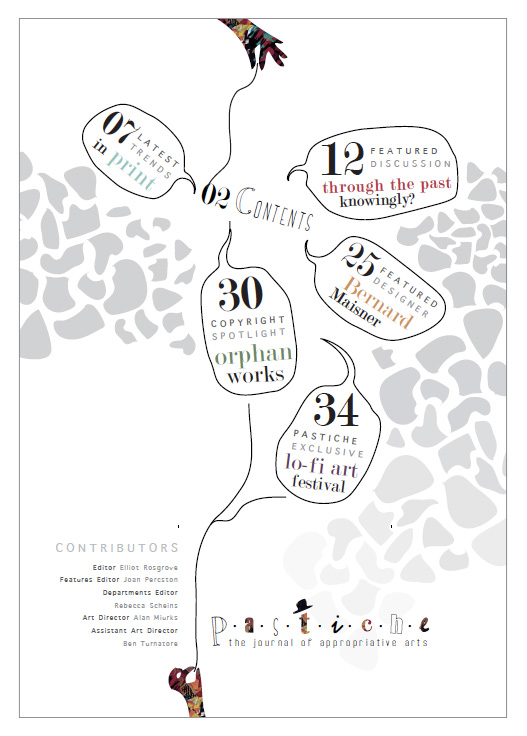 07 LATEST
TRENDS
in print
12 FEATURED
DISCUSSION
through the past
knowingly?
02 CONTENTS
25 FEATURED
DESIGNER
Bernard
Maisner
30
COPYRIGHT
SPOTLIGHT
orphan
works
34
PASTICHE
EXCLUSIVE
lo-fi art
festival
CONTRIBUTORS
Editor Elliot Rosgrove
Features Editor Joan Percston
Departments Editor
Rebecca Scheins
Art Director Alan Miurks
Assistant Art Director
Ben Turnatore
P·a·s·t·i·c·h·e
the journal of appropriative arts